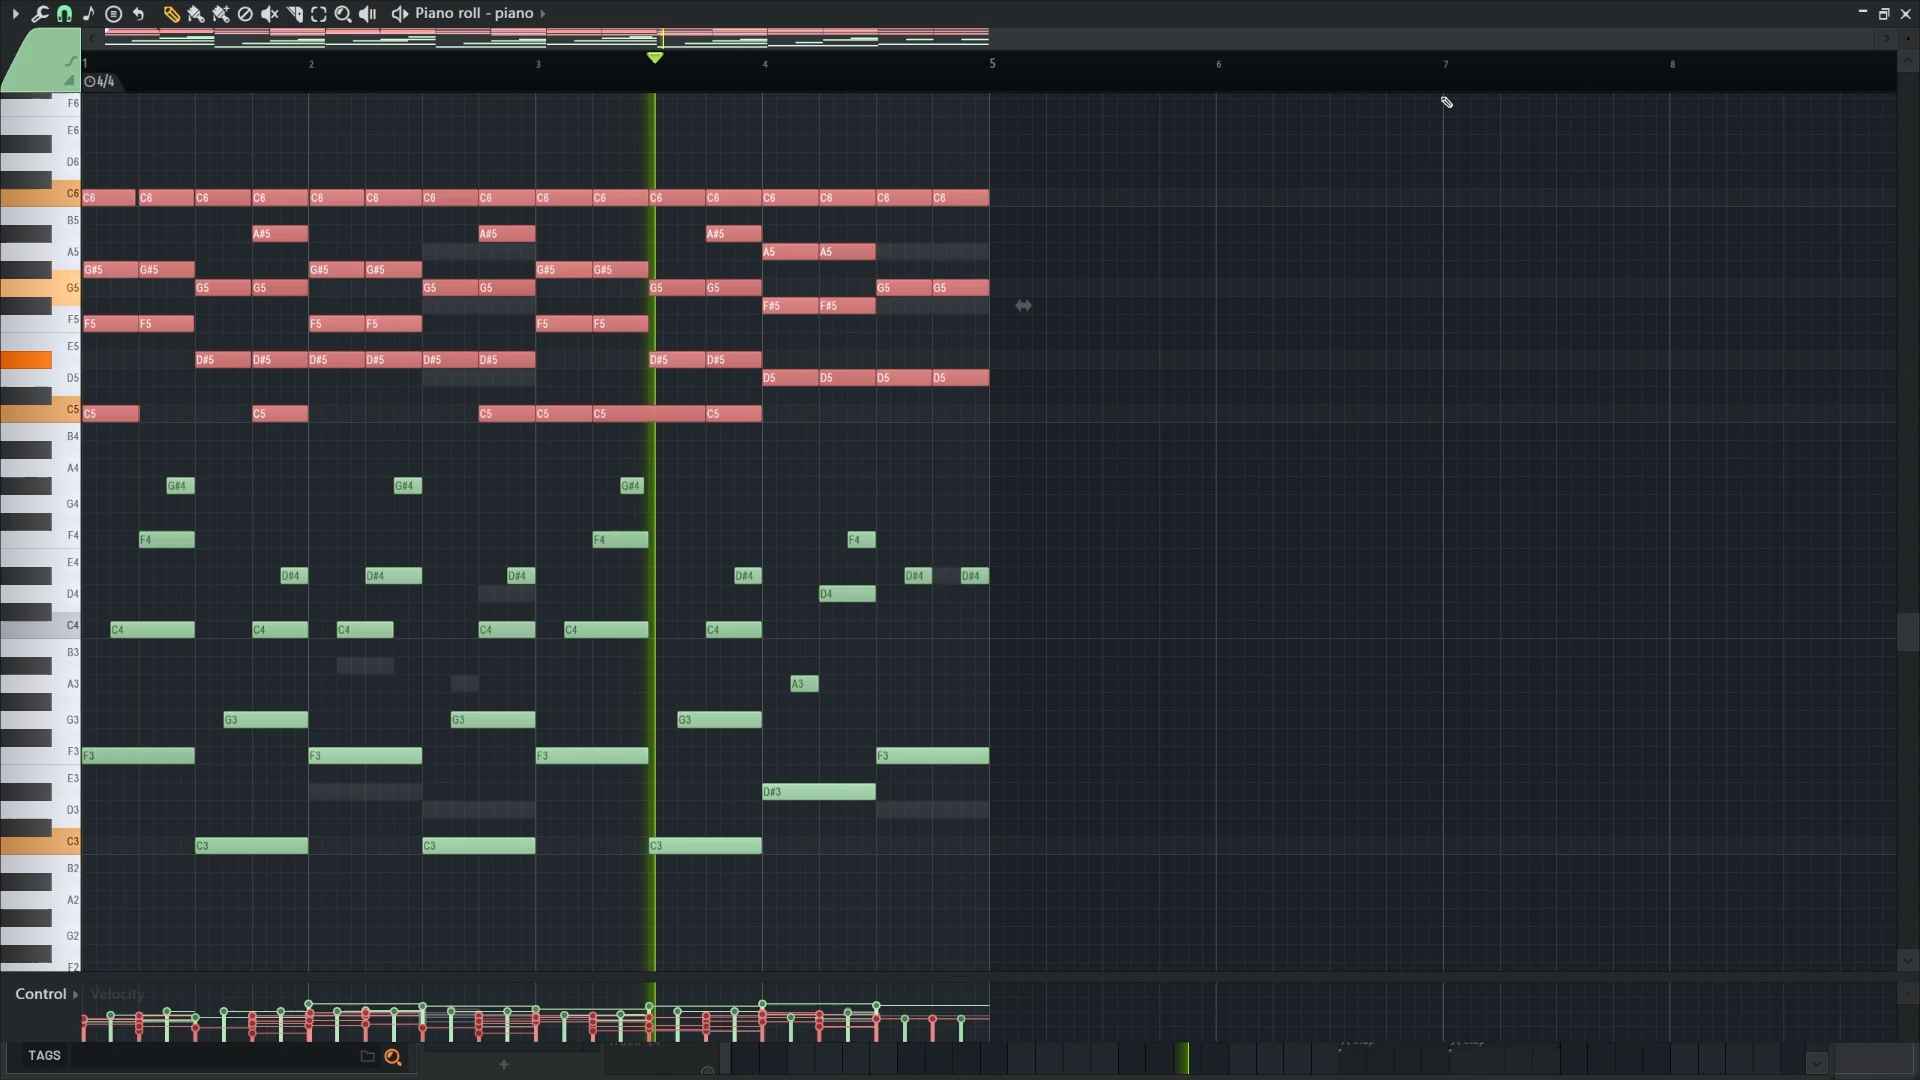 Piano roll - piano
1 2 3 4 5 6 7 8
4/4
F6
E6
D6
C6 C6 C6 C6 C6 C6 C6 C6 C6 C6 C6 C6 C6 C6 C6 C6 C6
B5
A#5 A#5 A#5
A5 A5 A5
G#5 G#5 G#5 G#5 G#5 G#5
G5 G5 G5 G5 G5 G5 G5 G5 G5
F#5 F#5
F5 F5 F5 F5 F5 F5 F5
E5
D#5 D#5 D#5 D#5 D#5 D#5 D#5 D#5
D5 D5 D5 D5 D5
C5 C5 C5 C5 C5 C5 C5
B4
A4
G#4 G#4 G#4
G4
F4 F4 F4 F4
E4
D#4 D#4 D#4 D#4 D#4 D#4
D4 D4
C4 C4 C4 C4 C4 C4 C4
B3
A3 A3
G3 G3 G3 G3
F3 F3 F3 F3 F3
E3
D#3
D3
C3 C3 C3 C3
B2
A2
G2
F2
Control Velocity
TAGS